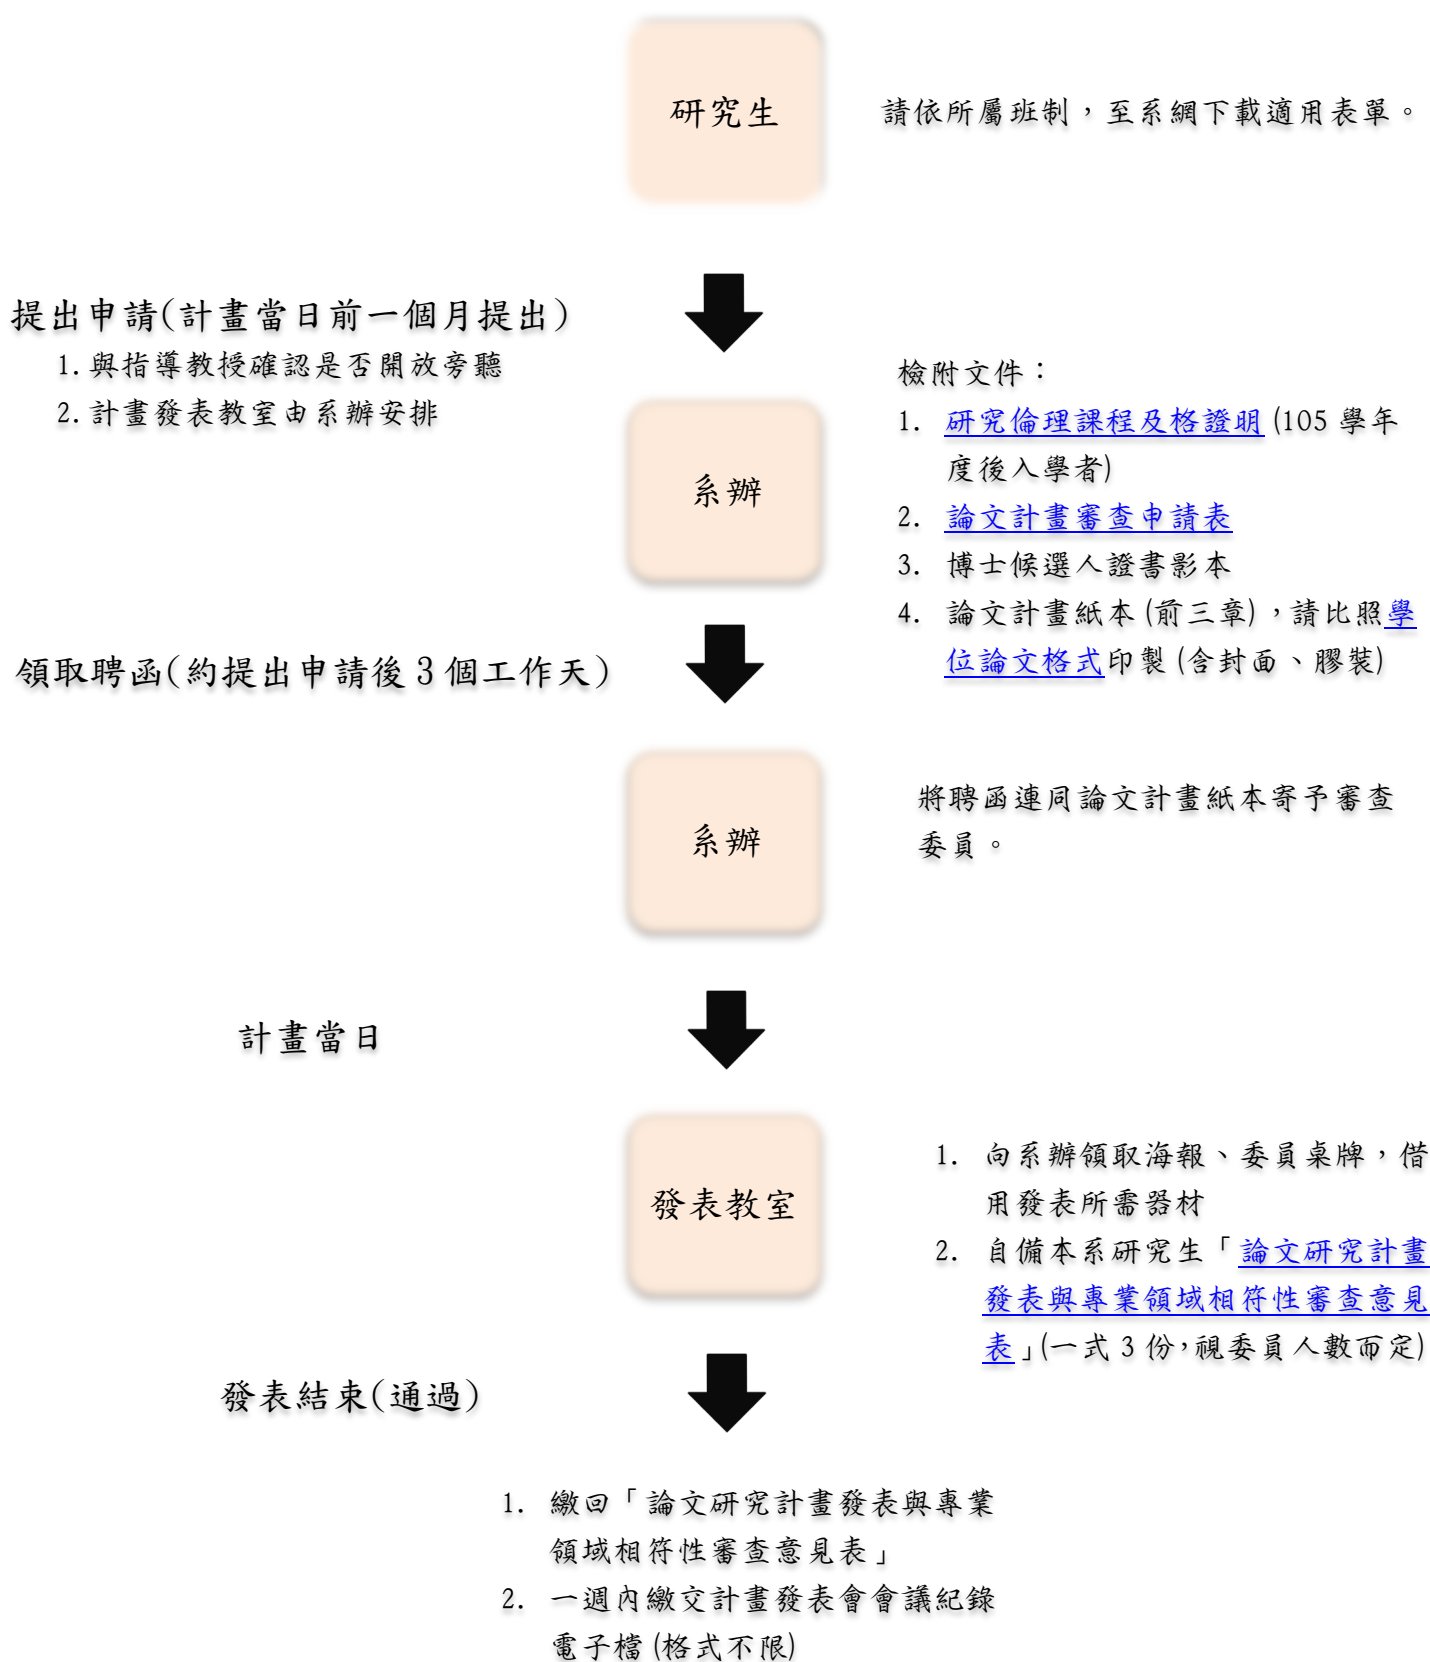 研究生
請依所屬班制，至系網下載適用表單。
提出申請(計畫當日前一個月提出)
1.與指導教授確認是否開放旁聽
2.計畫發表教室由系辦安排
系辦
檢附文件：
1. 研究倫理課程及格證明(105 學年
度後入學者)
2. 論文計畫審查申請表
3. 博士候選人證書影本
4. 論文計畫紙本(前三章)，請比照學
位論文格式印製(含封面、膠裝)
領取聘函(約提出申請後 3 個工作天)
系辦
將聘函連同論文計畫紙本寄予審查
委員。
計畫當日
發表教室
1. 向系辦領取海報、委員桌牌，借
用發表所需器材
2. 自備本系研究生「論文研究計畫
發表與專業領域相符性審查意見
表」(一式 3 份，視委員人數而定)
發表結束(通過)
1. 繳回「論文研究計畫發表與專業
領域相符性審查意見表」
2. 一週內繳交計畫發表會會議紀錄
電子檔(格式不限)